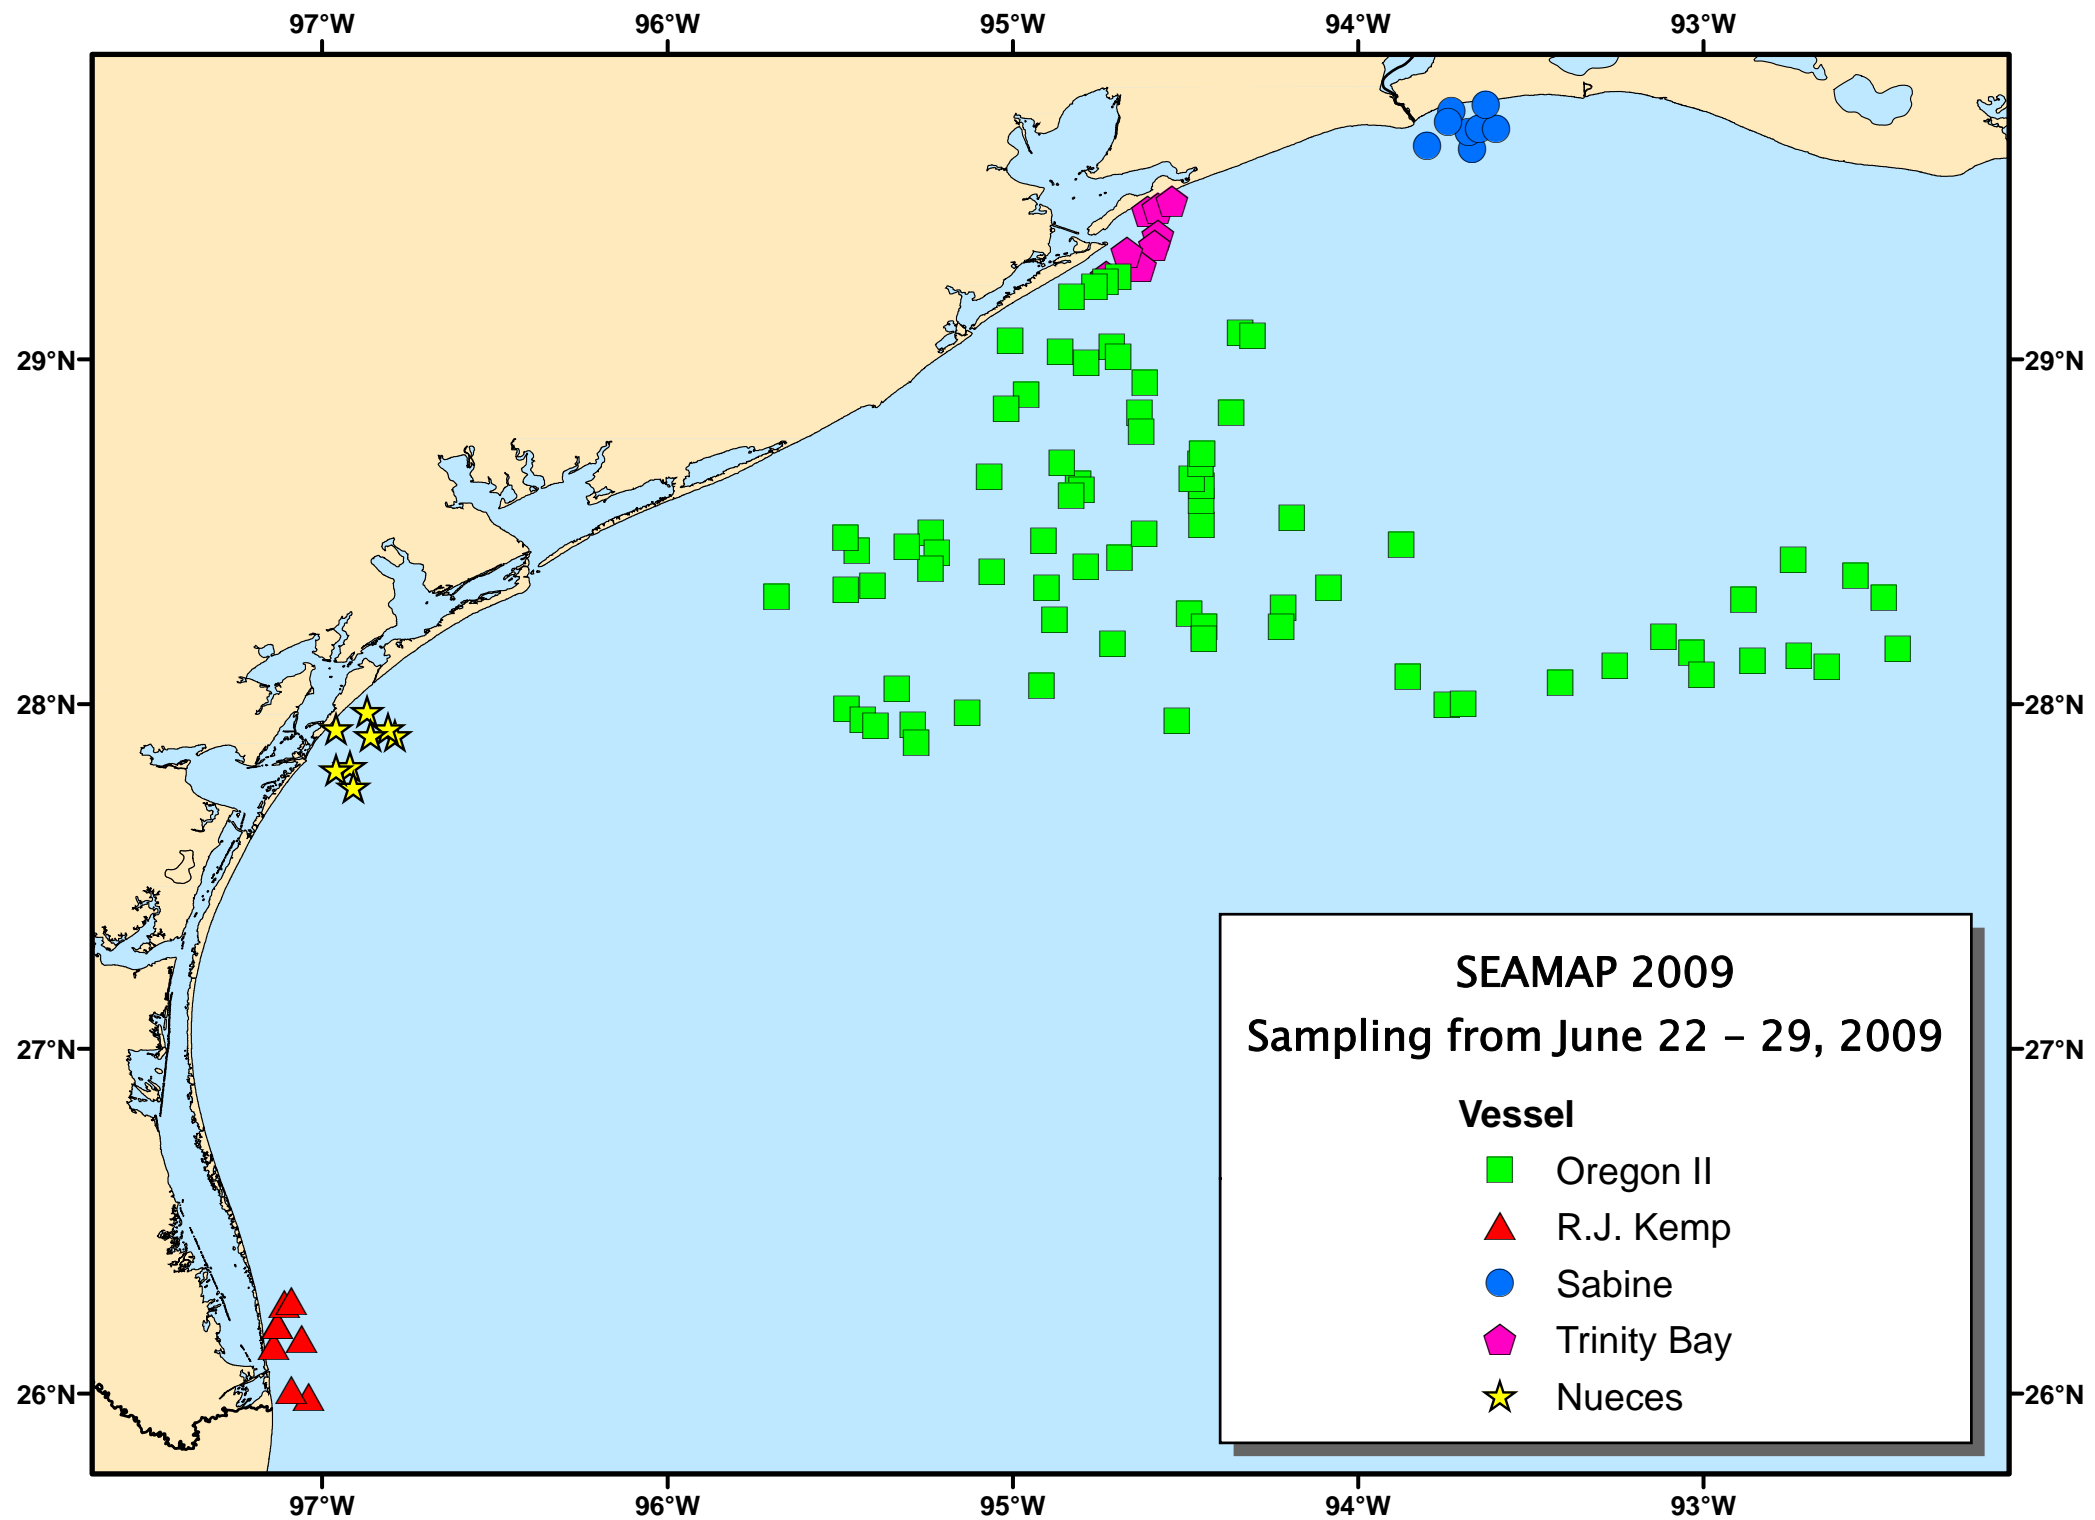 97°W 96°W 95°W 94°W 93°W
29°N 29°N
28°N 28°N
SEAMAP 2009
Sampling from June 22 – 29, 2009
27°N 27°N
Vessel
Oregon II
R.J. Kemp
Sabine
Trinity Bay
26°N 26°N
Nueces
97°W 96°W 95°W 94°W 93°W